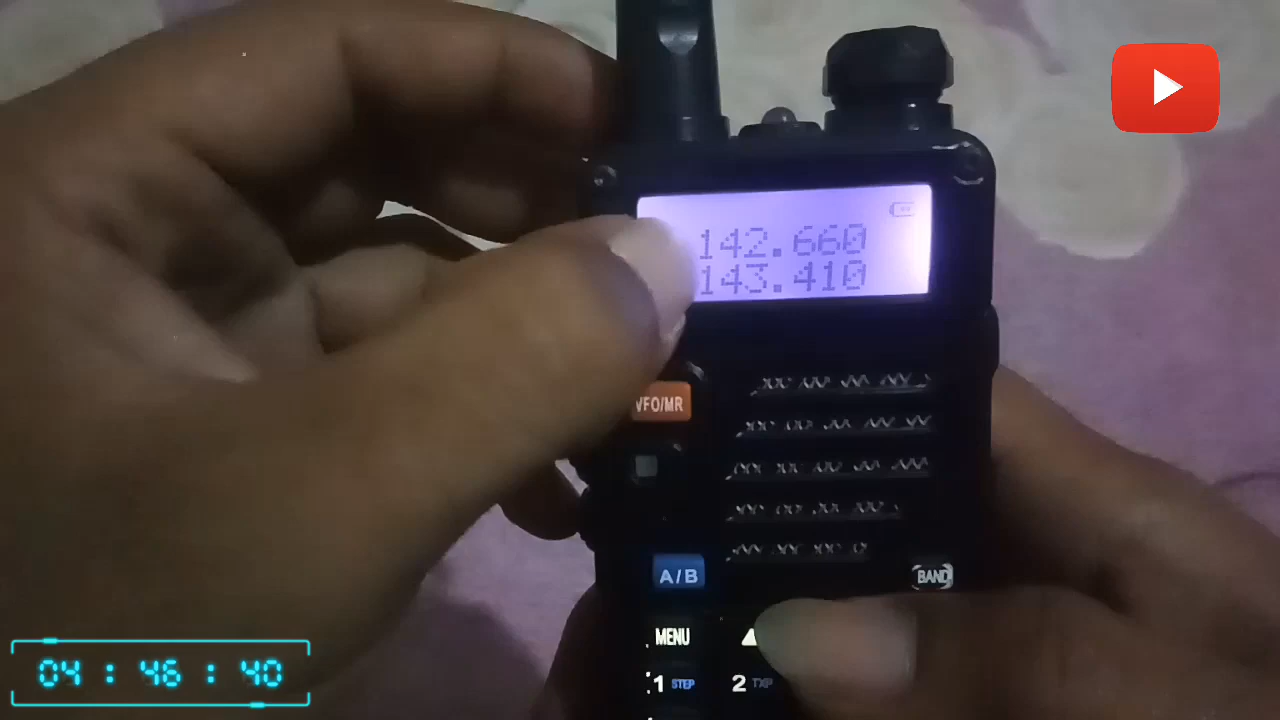 142.660
143.410
VFO/MR
A/B
BAND
MENU
1 STEP 2 TXP
04 : 46 : 40